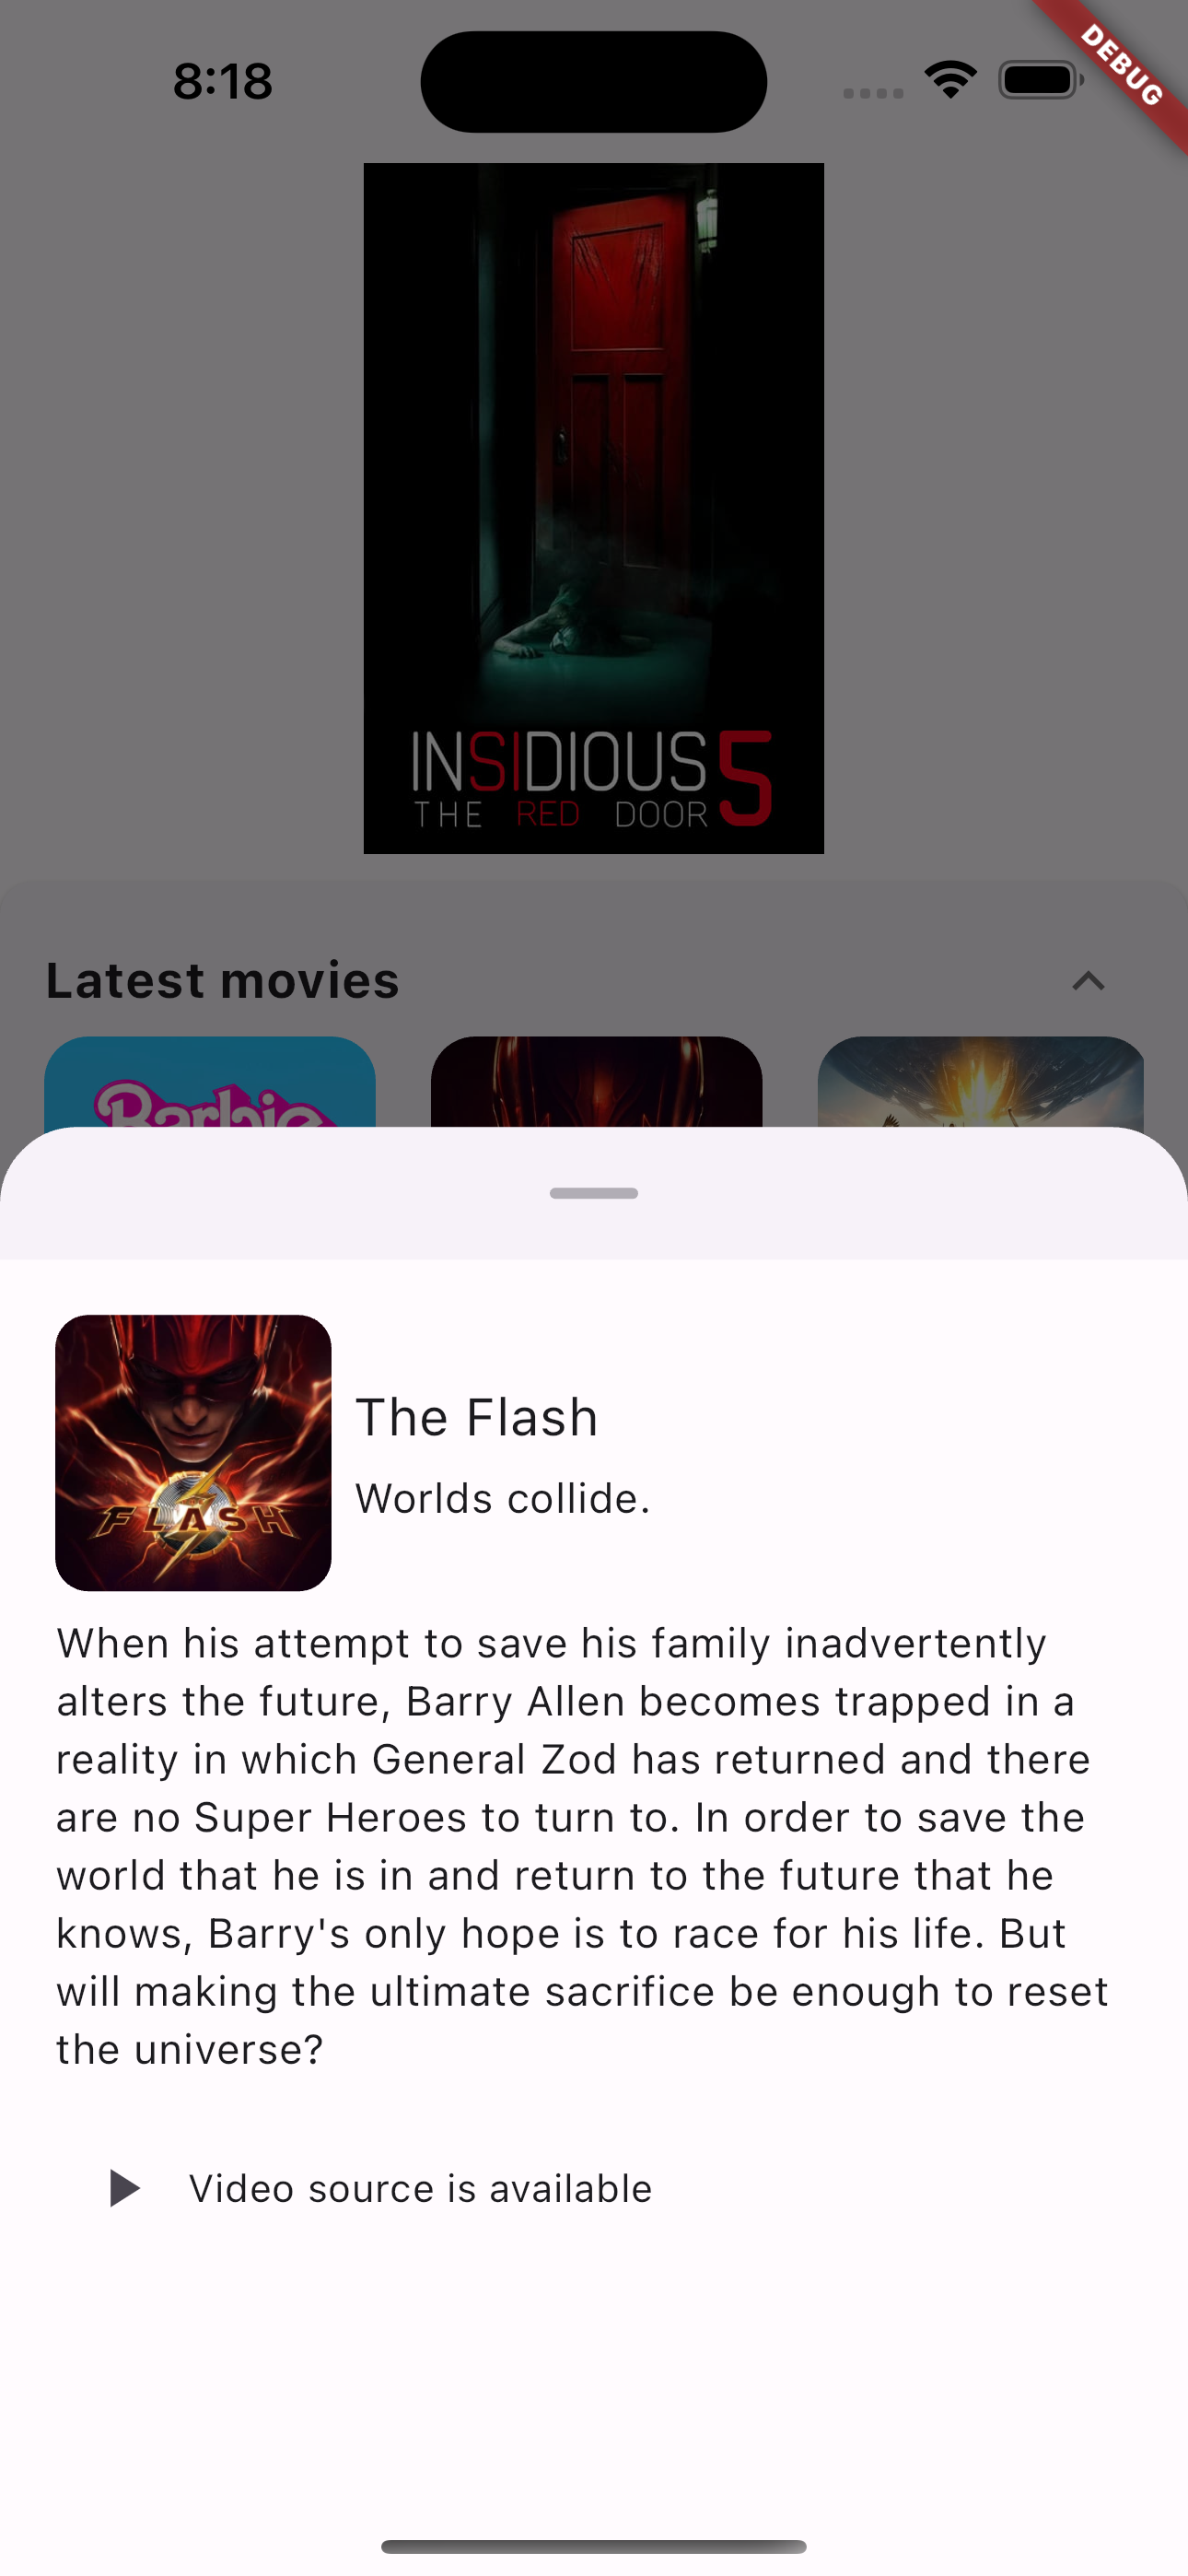 8:18
DEBUG
INSIDIOUS 5
THE RED DOOR
Latest movies
Barbie
FLASH
The Flash
Worlds collide.
When his attempt to save his family inadvertently
alters the future, Barry Allen becomes trapped in a
reality in which General Zod has returned and there
are no Super Heroes to turn to. In order to save the
world that he is in and return to the future that he
knows, Barry's only hope is to race for his life. But
will making the ultimate sacrifice be enough to reset
the universe?
Video source is available